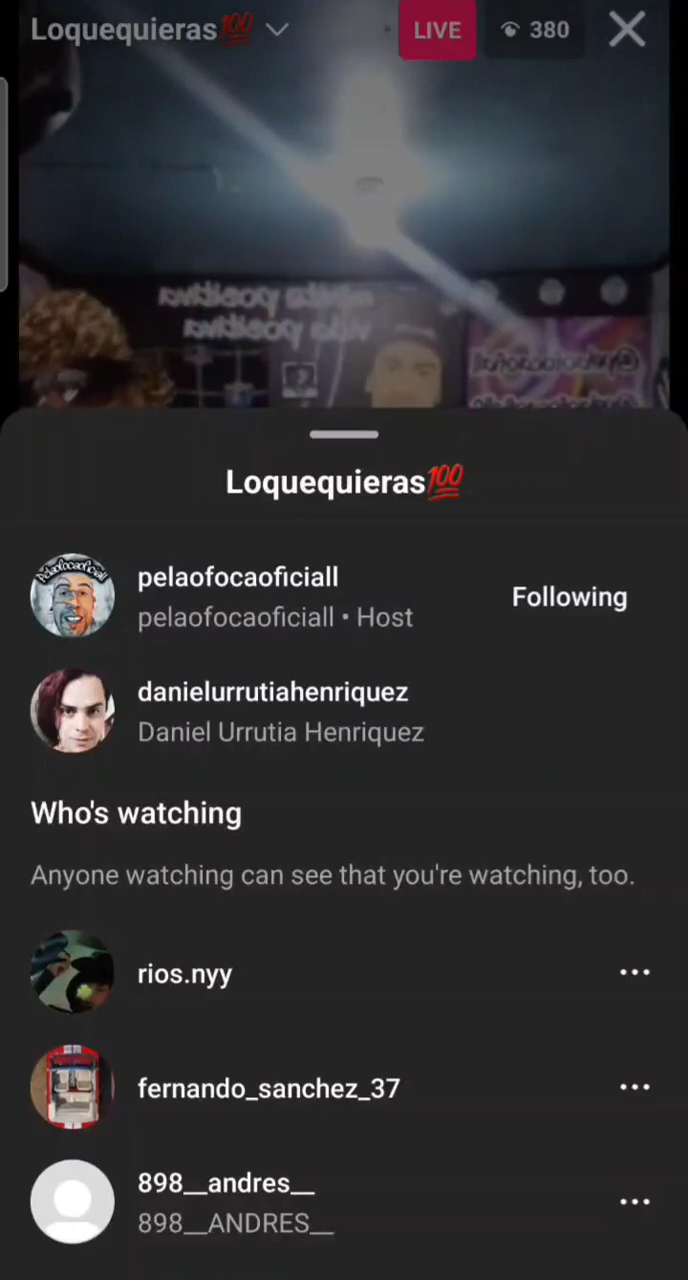 Loquequieras💯
LIVE
380
Loquequieras💯
pelaofocaoficiall
pelaofocaoficiall • Host
Following
danielurrutiahenriquez
Daniel Urrutia Henriquez
Who's watching
Anyone watching can see that you're watching, too.
rios.nyy
fernando_sanchez_37
898__andres__
898__ANDRES__